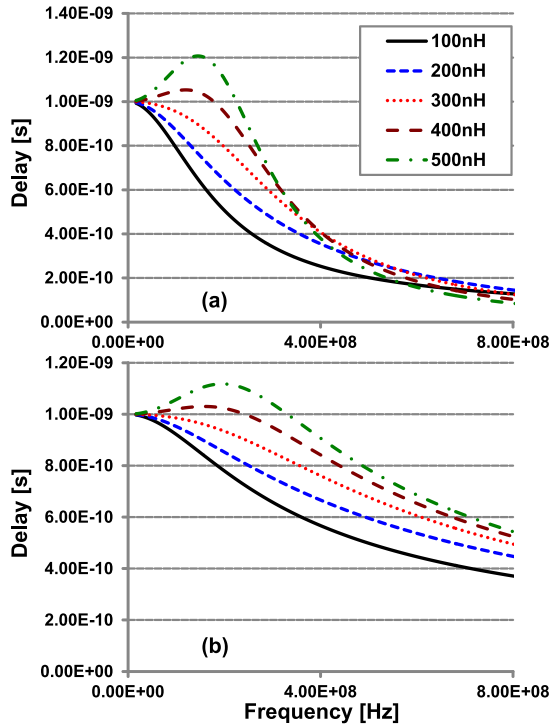 1.40E-09
1.20E-09
1.00E-09
8.00E-10
6.00E-10
4.00E-10
2.00E-10
0.00E+00
Delay [s]
100nH
200nH
300nH
400nH
500nH
(a)
0.00E+00 4.00E+08 8.00E+08
1.20E-09
1.00E-09
8.00E-10
6.00E-10
4.00E-10
2.00E-10
0.00E+00
Delay [s]
(b)
0.00E+00 4.00E+08 8.00E+08
Frequency [Hz]